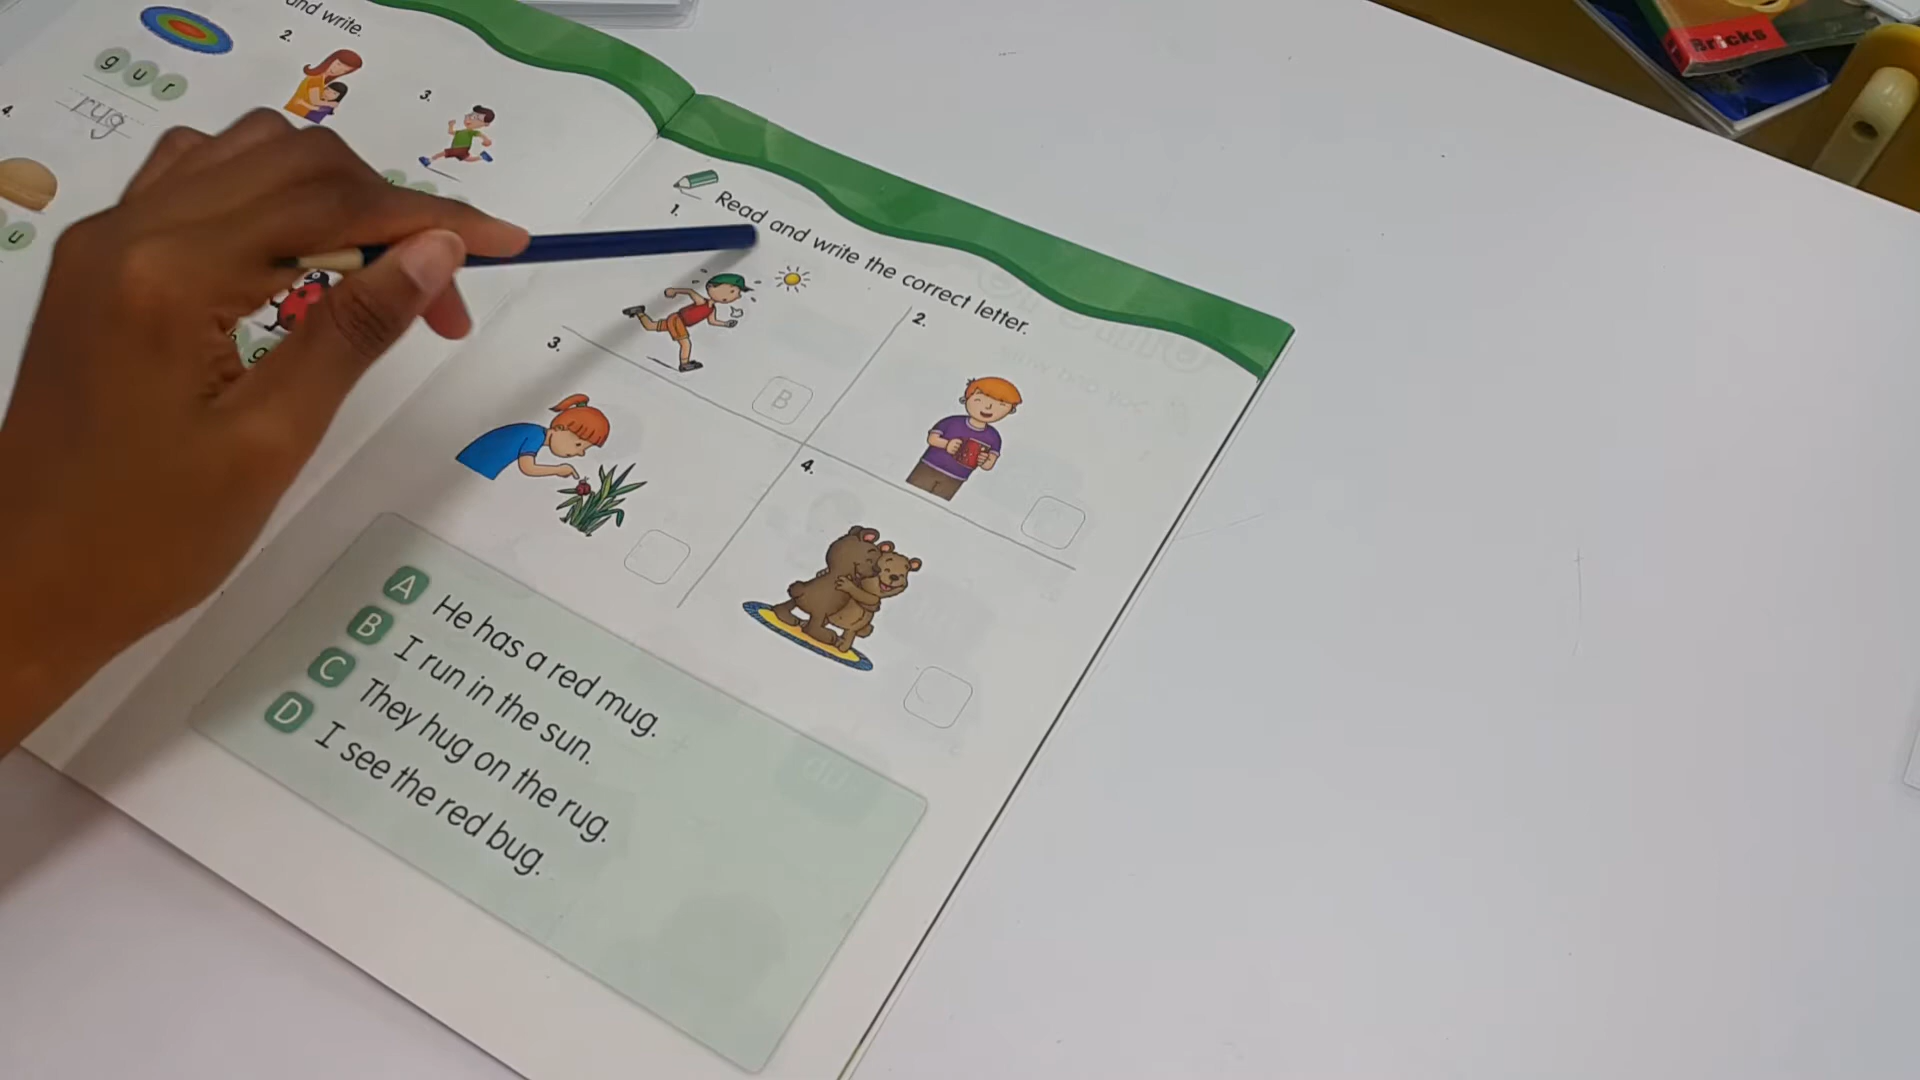 and write.
2.
g u r
rug
3.
4.
u
g
Read and write the correct letter.
1.
B
2.
3.
4.
A He has a red mug.
B I run in the sun.
C They hug on the rug.
D I see the red bug.
Bricks